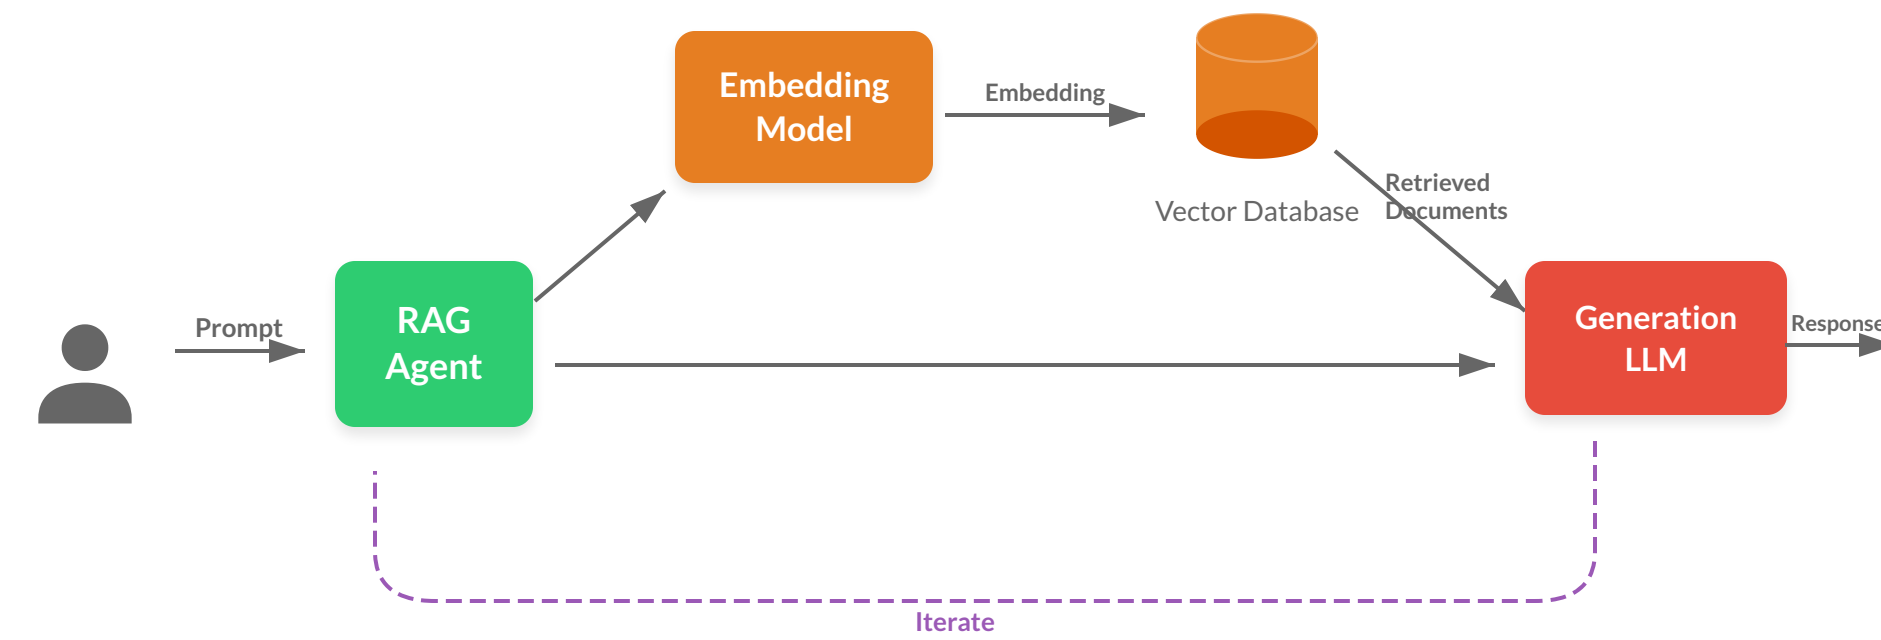 Embedding
Model
Embedding
Retrieved
Documents
Vector Database
Prompt
RAG
Agent
Generation
LLM
Response
Iterate